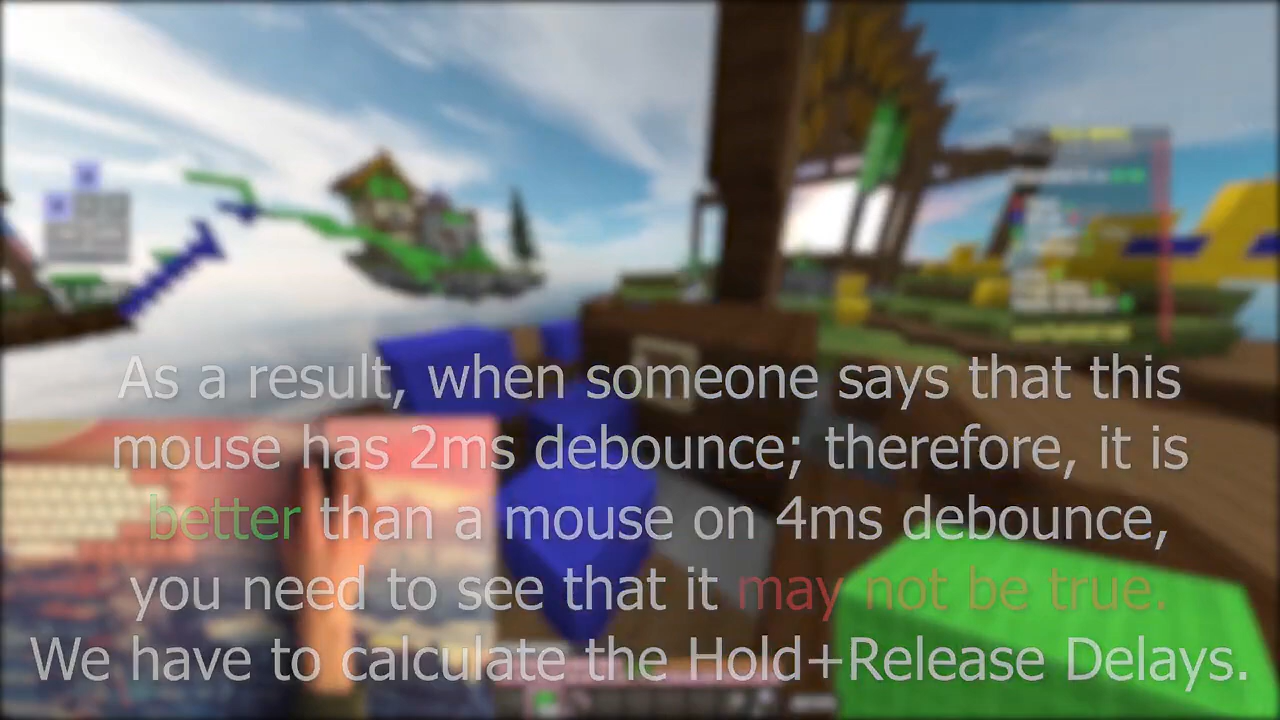 As a result, when someone says that this
mouse has 2ms debounce; therefore, it is
better than a mouse on 4ms debounce,
you need to see that it may not be true.
We have to calculate the Hold+Release Delays.